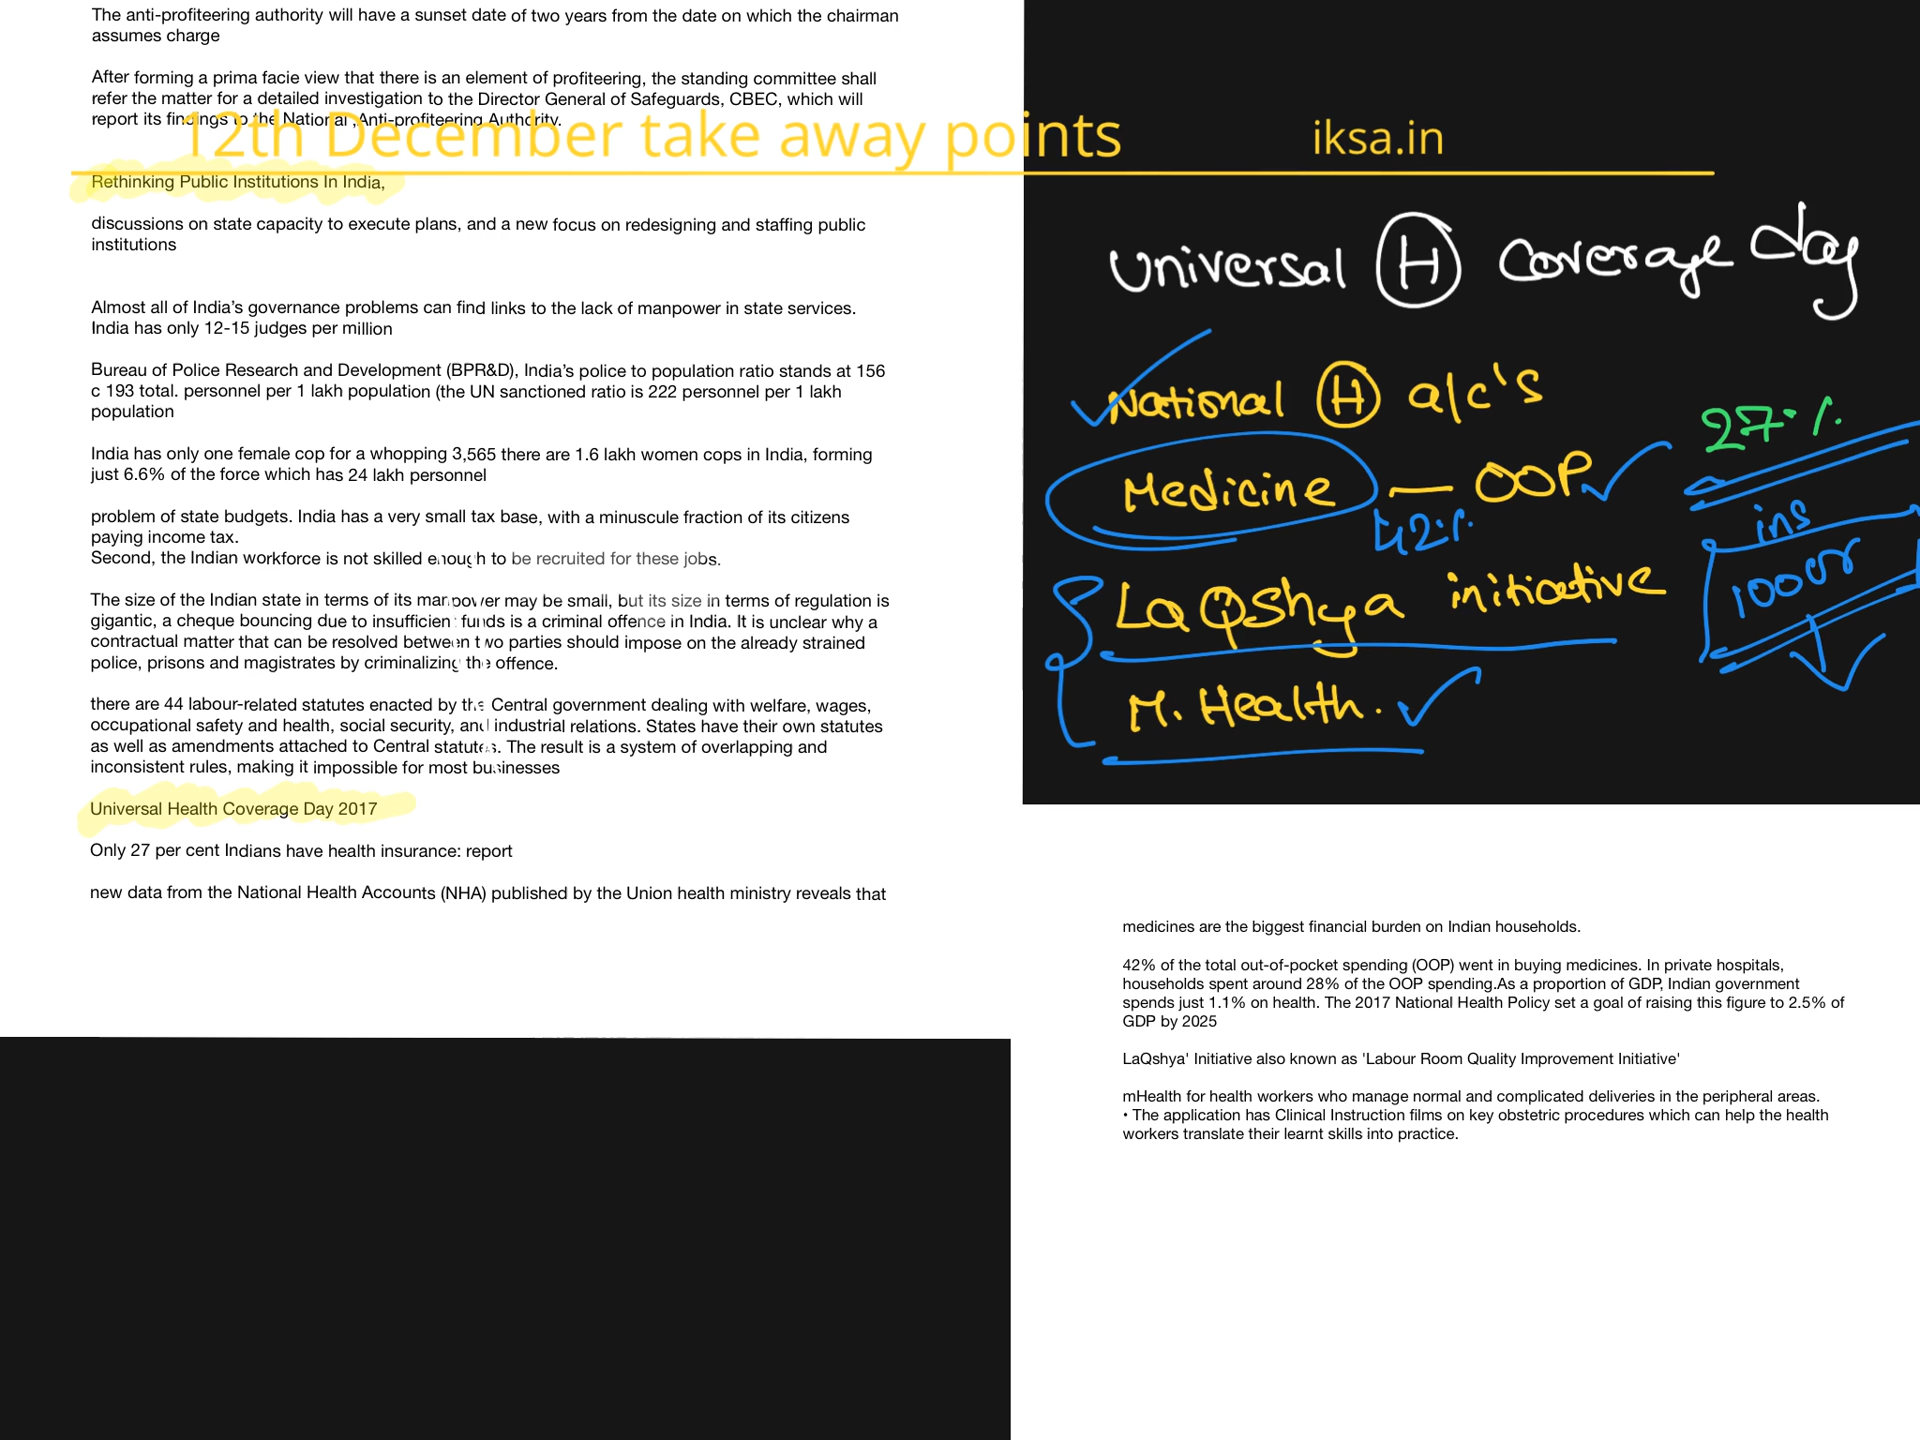 The anti-profiteering authority will have a sunset date of two years from the date on which the chairman
assumes charge
After forming a prima facie view that there is an element of profiteering, the standing committee shall
refer the matter for a detailed investigation to the Director General of Safeguards, CBEC, which will
report its findings to the National ,Anti-profiteering Authority.
12th December take away points
iksa.in
Rethinking Public Institutions In India,
discussions on state capacity to execute plans, and a new focus on redesigning and staffing public
institutions
Almost all of India's governance problems can find links to the lack of manpower in state services.
India has only 12-15 judges per million
Bureau of Police Research and Development (BPR&D), India's police to population ratio stands at 156
c 193 total. personnel per 1 lakh population (the UN sanctioned ratio is 222 personnel per 1 lakh
population
India has only one female cop for a whopping 3,565 there are 1.6 lakh women cops in India, forming
just 6.6% of the force which has 24 lakh personnel
problem of state budgets. India has a very small tax base, with a minuscule fraction of its citizens
paying income tax.
Second, the Indian workforce is not skilled enough to be recruited for these jobs.
The size of the Indian state in terms of its manpower may be small, but its size in terms of regulation is
gigantic, a cheque bouncing due to insufficient funds is a criminal offence in India. It is unclear why a
contractual matter that can be resolved between two parties should impose on the already strained
police, prisons and magistrates by criminalizing the offence.
there are 44 labour-related statutes enacted by the Central government dealing with welfare, wages,
occupational safety and health, social security, and industrial relations. States have their own statutes
as well as amendments attached to Central statutes. The result is a system of overlapping and
inconsistent rules, making it impossible for most businesses
Universal Health Coverage Day 2017
Only 27 per cent Indians have health insurance: report
new data from the National Health Accounts (NHA) published by the Union health ministry reveals that
Universal H Coverage Day
National H a/c's
27%
Medicine — OOP
42%
ins
100cr
LaQshya initiative
M. Health.
medicines are the biggest financial burden on Indian households.
42% of the total out-of-pocket spending (OOP) went in buying medicines. In private hospitals,
households spent around 28% of the OOP spending.As a proportion of GDP, Indian government
spends just 1.1% on health. The 2017 National Health Policy set a goal of raising this figure to 2.5% of
GDP by 2025
LaQshya' Initiative also known as 'Labour Room Quality Improvement Initiative'
mHealth for health workers who manage normal and complicated deliveries in the peripheral areas.
• The application has Clinical Instruction films on key obstetric procedures which can help the health
workers translate their learnt skills into practice.